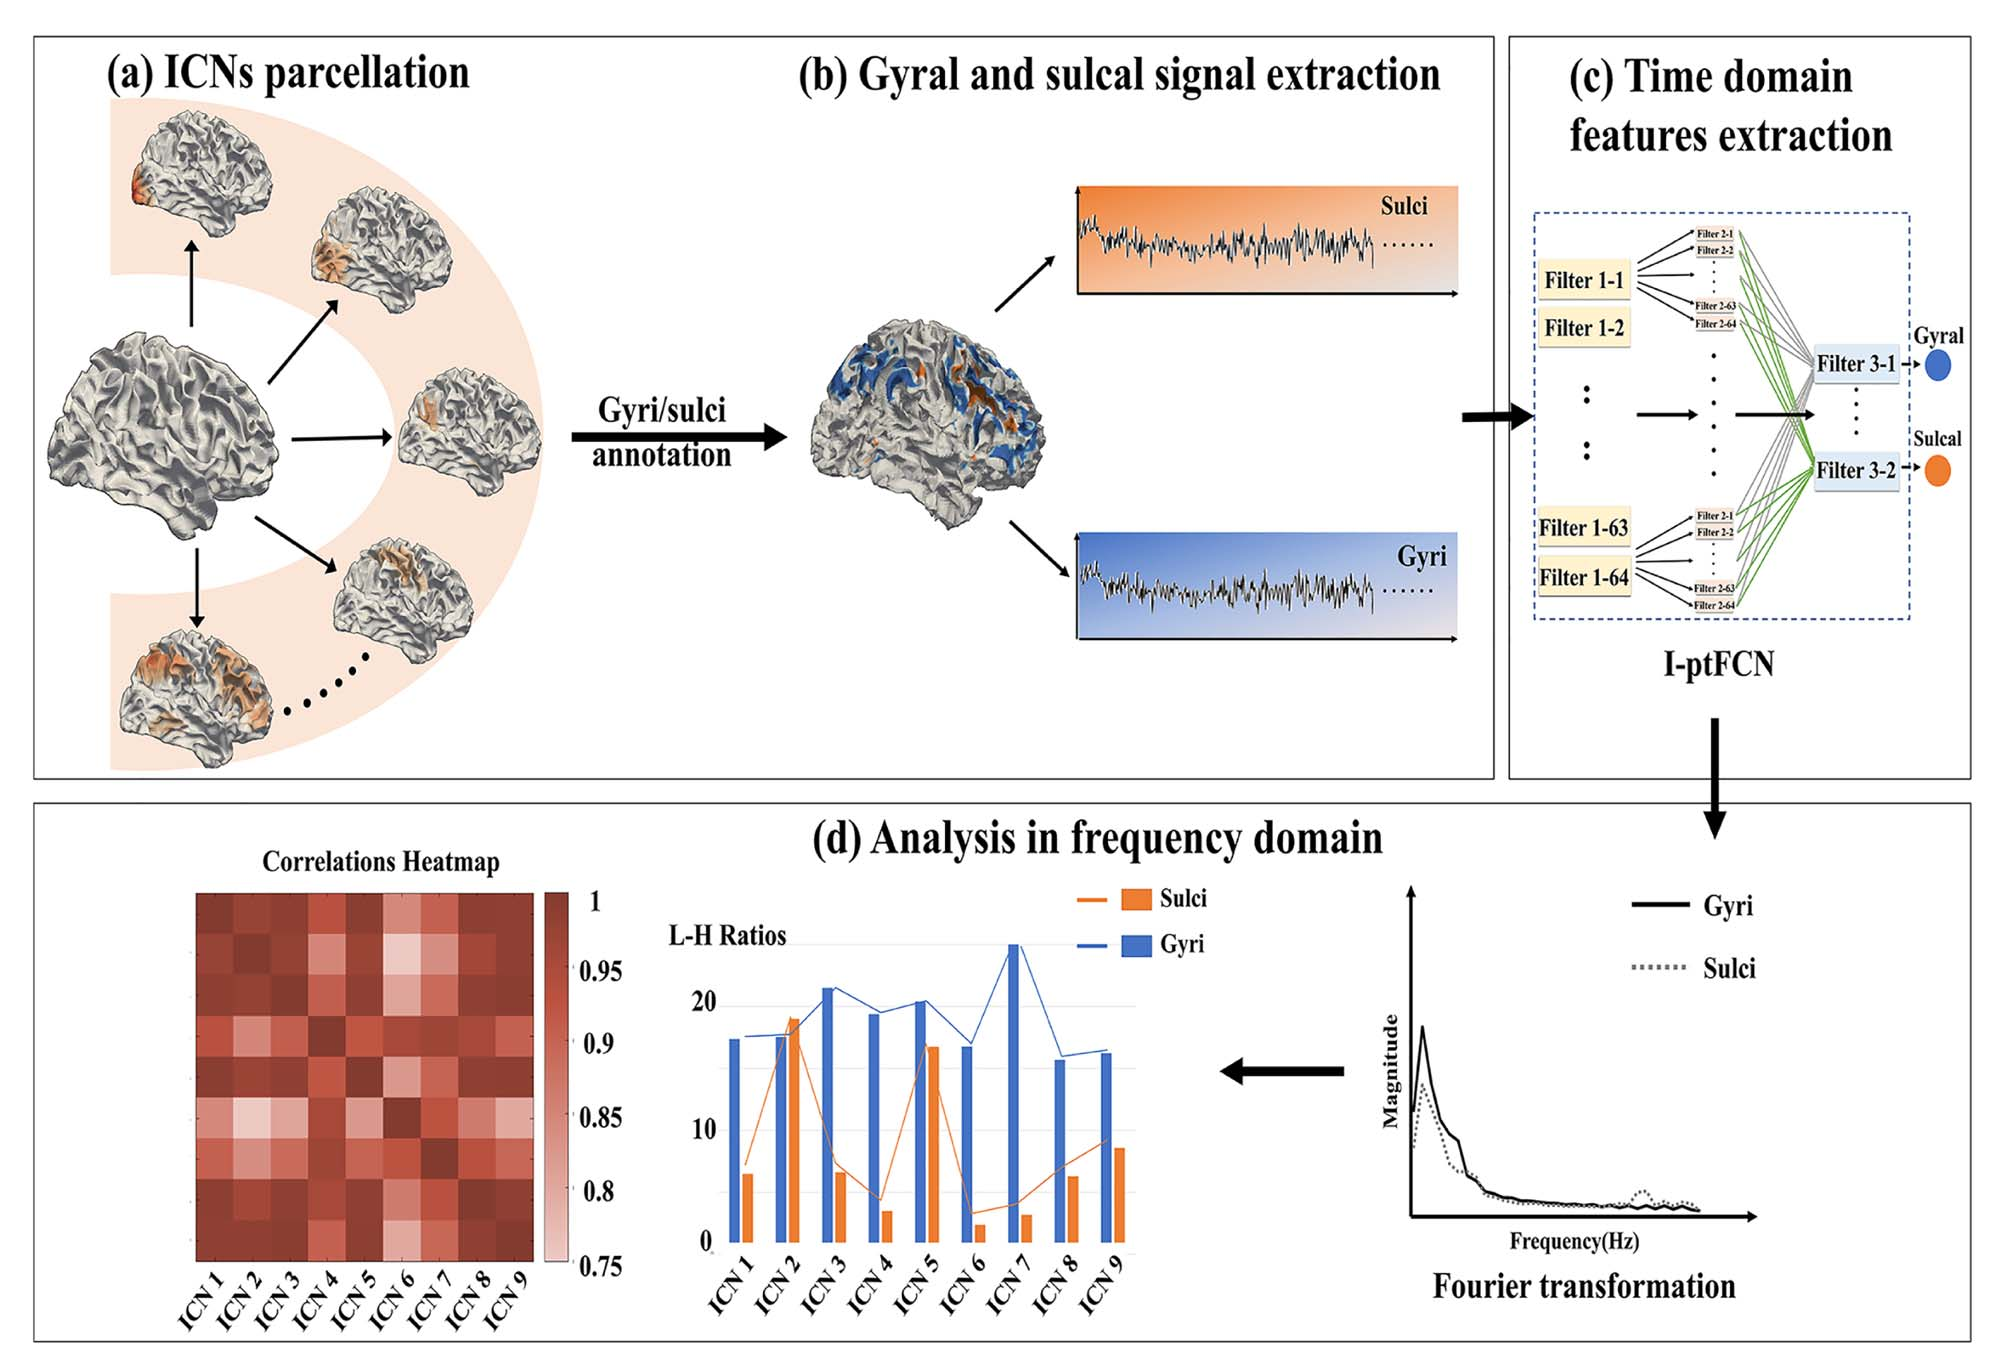 (a) ICNs parcellation
(b) Gyral and sulcal signal extraction
Gyri/sulci
annotation
Sulci
Gyri
(c) Time domain
features extraction
Filter 1-1
Filter 1-2
Filter 1-63
Filter 1-64
Filter 2-1
Filter 2-2
Filter 2-63
Filter 2-64
Filter 2-1
Filter 2-2
Filter 2-63
Filter 2-64
Filter 3-1
Filter 3-2
Gyral
Sulcal
I-ptFCN
(d) Analysis in frequency domain
Correlations Heatmap
1
0.95
0.9
0.85
0.8
0.75
ICN 1
ICN 2
ICN 3
ICN 4
ICN 5
ICN 6
ICN 7
ICN 8
ICN 9
L-H Ratios
Sulci
Gyri
20
10
0
ICN 1
ICN 2
ICN 3
ICN 4
ICN 5
ICN 6
ICN 7
ICN 8
ICN 9
Gyri
Sulci
Magnitude
Frequency(Hz)
Fourier transformation